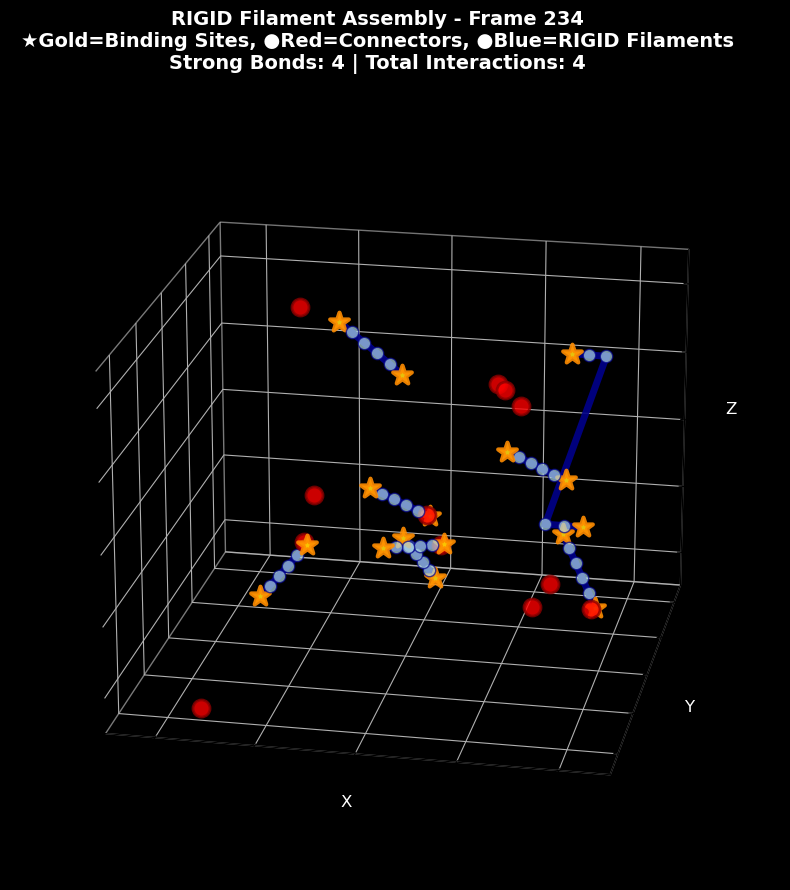 RIGID Filament Assembly - Frame 234
★Gold=Binding Sites, ●Red=Connectors, ●Blue=RIGID Filaments
Strong Bonds: 4 | Total Interactions: 4
Z
Y
X